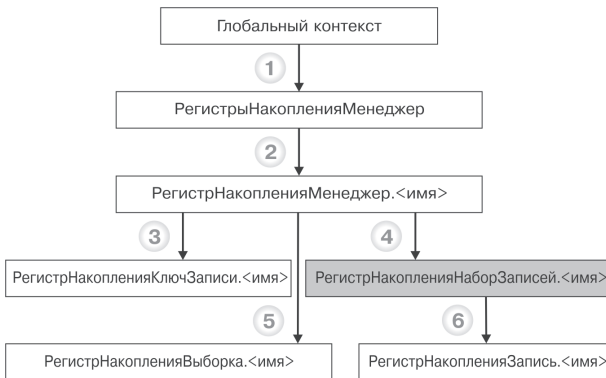 Глобальный контекст
1
РегистрыНакопленияМенеджер
2
РегистрНакопленияМенеджер.<имя>
3
4
РегистрНакопленияКлючЗаписи.<имя>
РегистрНакопленияНаборЗаписей.<имя>
5
6
РегистрНакопленияВыборка.<имя>
РегистрНакопленияЗапись.<имя>